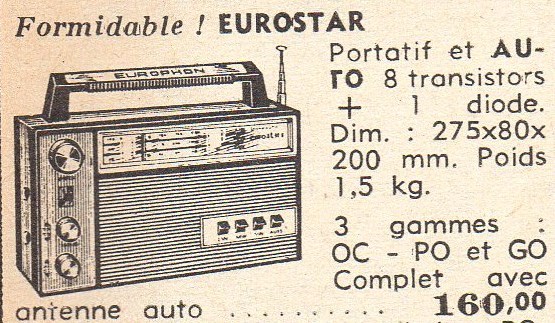 Formidable ! EUROSTAR
EUROPHON
Portatif et AU-
TO 8 transistors
+ 1 diode.
Dim. : 275x80x
200 mm. Poids
1,5 kg.
3 gammes :
OC - PO et GO
Complet avec
antenne auto .......... 160,00